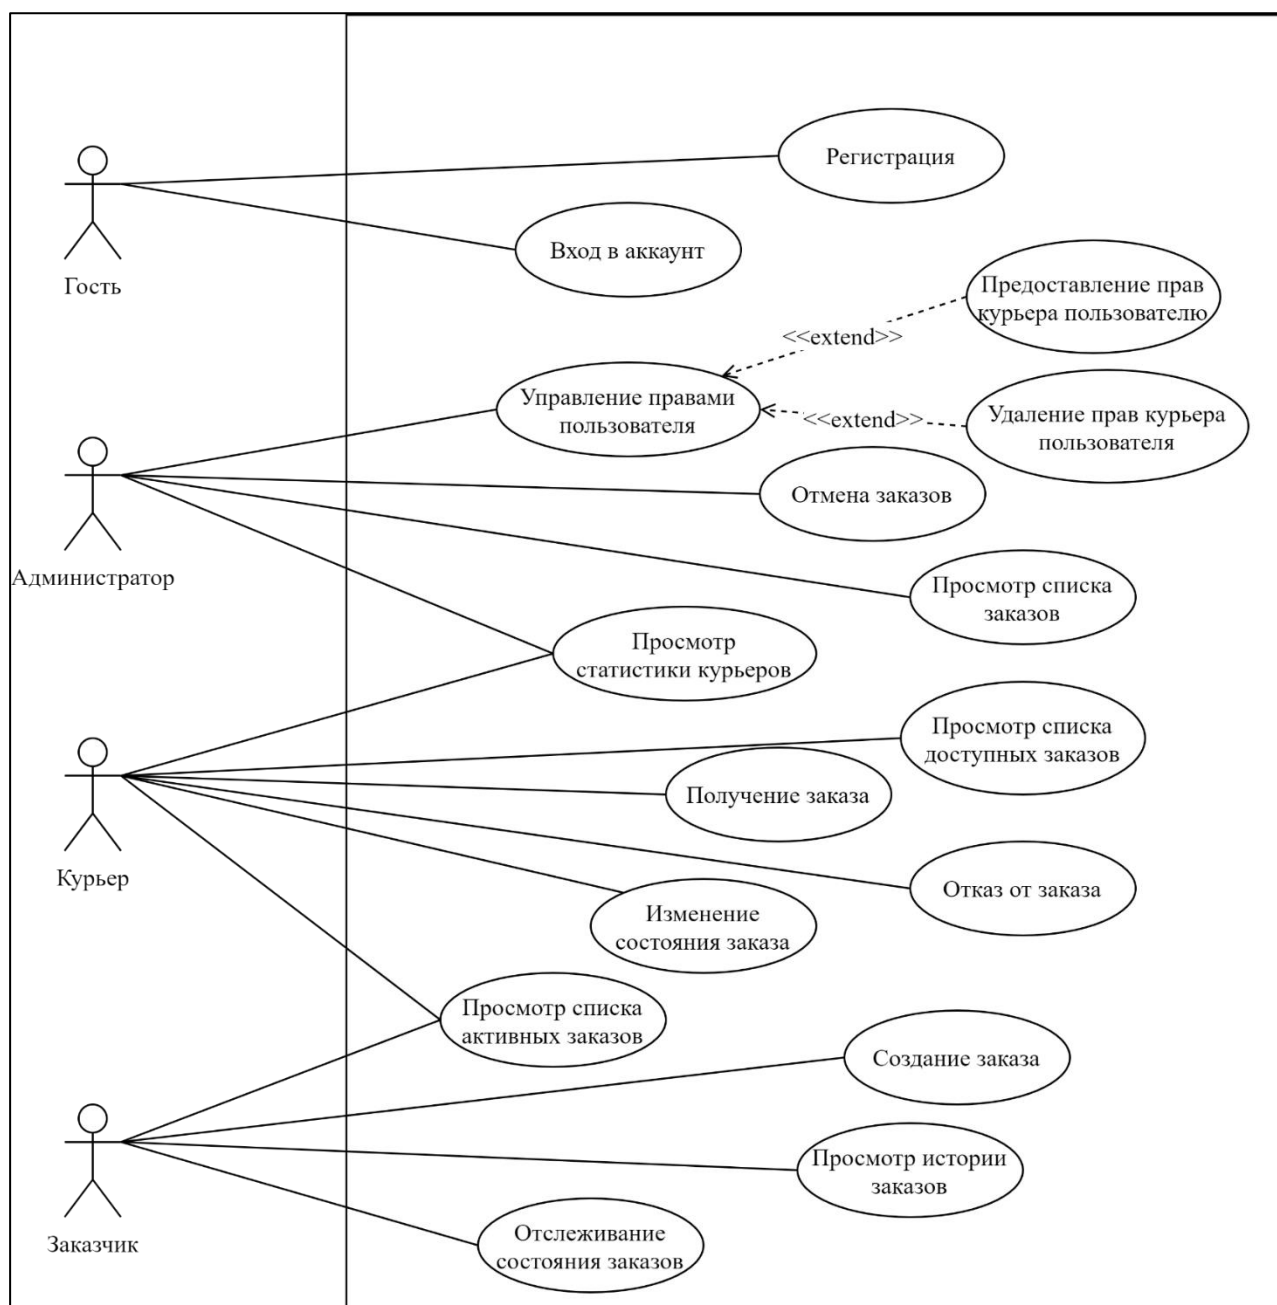 Регистрация
Вход в аккаунт
Гость
Предоставление прав
курьера пользователю
<<extend>>
Управление правами
пользователя
<<extend>>
Удаление прав курьера
пользователя
Отмена заказов
Администратор
Просмотр списка
заказов
Просмотр
статистики курьеров
Просмотр списка
доступных заказов
Получение заказа
Курьер
Отказ от заказа
Изменение
состояния заказа
Просмотр списка
активных заказов
Создание заказа
Просмотр истории
заказов
Заказчик
Отслеживание
состояния заказов